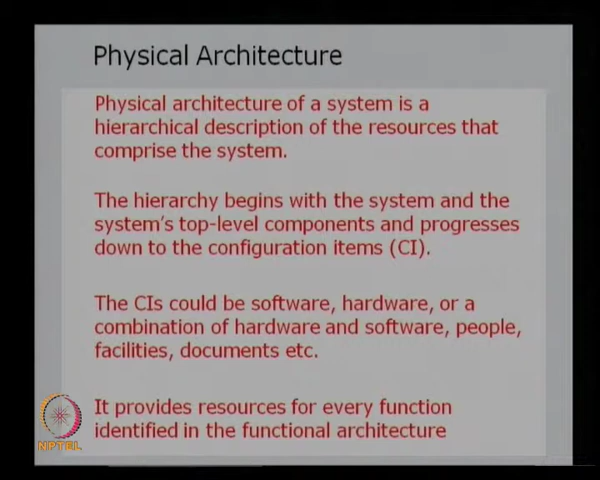 Physical Architecture
Physical architecture of a system is a
hierarchical description of the resources that
comprise the system.
The hierarchy begins with the system and the
system's top-level components and progresses
down to the configuration items (CI).
The CIs could be software, hardware, or a
combination of hardware and software, people,
facilities, documents etc.
It provides resources for every function
identified in the functional architecture
NPTEL